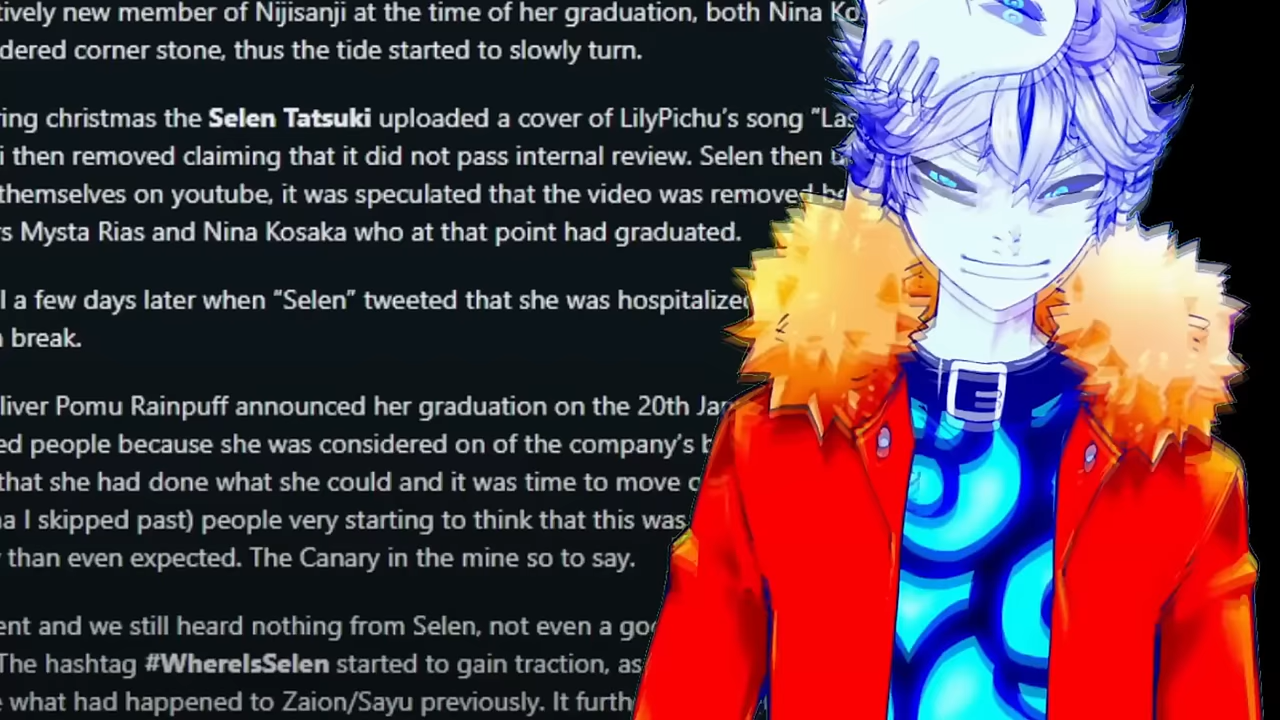 tively new member of Nijisanji at the time of her graduation, both Nina Ko
dered corner stone, thus the tide started to slowly turn.
ring christmas the Selen Tatsuki uploaded a cover of LilyPichu's song "Las
i then removed claiming that it did not pass internal review. Selen then
themselves on youtube, it was speculated that the video was removed be
rs Mysta Rias and Nina Kosaka who at that point had graduated.
l a few days later when "Selen" tweeted that she was hospitalized
break.
liver Pomu Rainpuff announced her graduation on the 20th Jan
ed people because she was considered on of the company's b
that she had done what she could and it was time to move o
na I skipped past) people very starting to think that this was
than even expected. The Canary in the mine so to say.
ent and we still heard nothing from Selen, not even a goo
The hashtag #WhereIsSelen started to gain traction, as
e what had happened to Zaion/Sayu previously. It furth